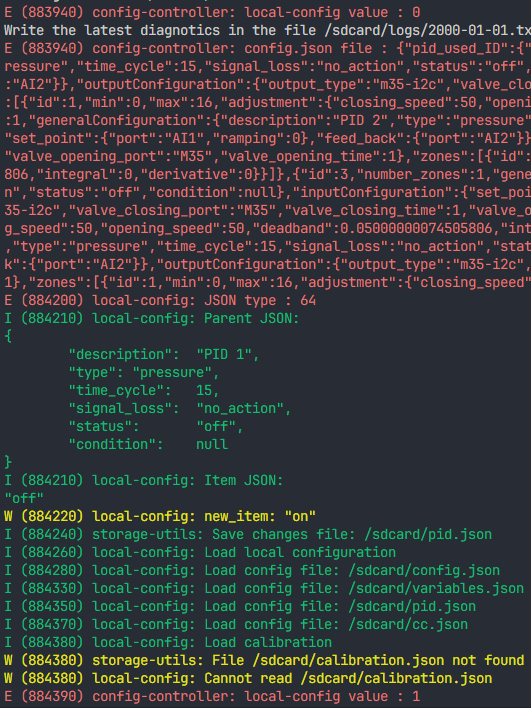 E (883940) config-controller: local-config value : 0
Write the latest diagnotics in the file /sdcard/logs/2000-01-01.tx
E (883940) config-controller: config.json file : {"pid_used_ID":{"
ressure","time_cycle":15,"signal_loss":"no_action","status":"off",
:"AI2"}},"outputConfiguration":{"output_type":"m35-i2c","valve_clo
:[{"id":1,"min":0,"max":16,"adjustment":{"closing_speed":50,"openi
:1,"generalConfiguration":{"description":"PID 2","type":"pressure"
"set_point":{"port":"AI1","ramping":0},"feed_back":{"port":"AI2"}}
"valve_opening_port":"M35","valve_opening_time":1},"zones":[{"id":
806,"integral":0,"derivative":0}}]},{"id":3,"number_zones":1,"gene
n","status":"off","condition":null},"inputConfiguration":{"set_poi
35-i2c","valve_closing_port":"M35","valve_closing_time":1,"valve_o
g_speed":50,"opening_speed":50,"deadband":0.05000000074505806,"int
,"type":"pressure","time_cycle":15,"signal_loss":"no_action","stat
k":{"port":"AI2"}},"outputConfiguration":{"output_type":"m35-i2c",
1},"zones":[{"id":1,"min":0,"max":16,"adjustment":{"closing_speed"
E (884200) local-config: JSON type : 64
I (884210) local-config: Parent JSON:
{
"description": "PID 1",
"type": "pressure",
"time_cycle": 15,
"signal_loss": "no_action",
"status": "off",
"condition": null
}
I (884210) local-config: Item JSON:
"off"
W (884220) local-config: new_item: "on"
I (884240) storage-utils: Save changes file: /sdcard/pid.json
I (884260) local-config: Load local configuration
I (884280) local-config: Load config file: /sdcard/config.json
I (884330) local-config: Load config file: /sdcard/variables.json
I (884350) local-config: Load config file: /sdcard/pid.json
I (884370) local-config: Load config file: /sdcard/cc.json
I (884380) local-config: Load calibration
W (884380) storage-utils: File /sdcard/calibration.json not found
W (884380) local-config: Cannot read /sdcard/calibration.json
E (884390) config-controller: local-config value : 1